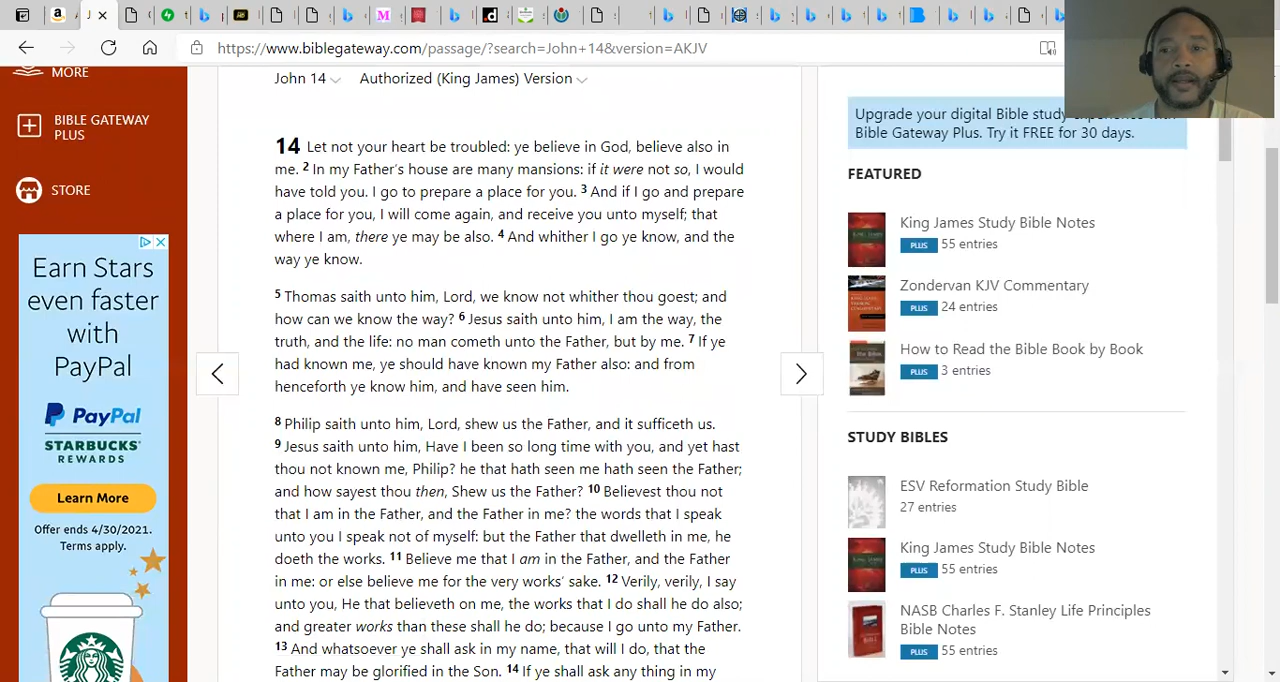 https://www.biblegateway.com/passage/?search=John+14&version=AKJV
MORE
BIBLE GATEWAY
PLUS
STORE
Earn Stars
even faster
with
PayPal
PayPal
STARBUCKS®
REWARDS
Learn More
Offer ends 4/30/2021.
Terms apply.
John 14 Authorized (King James) Version
14 Let not your heart be troubled: ye believe in God, believe also in
me. 2 In my Father's house are many mansions: if it were not so, I would
have told you. I go to prepare a place for you. 3 And if I go and prepare
a place for you, I will come again, and receive you unto myself; that
where I am, there ye may be also. 4 And whither I go ye know, and the
way ye know.
5 Thomas saith unto him, Lord, we know not whither thou goest; and
how can we know the way? 6 Jesus saith unto him, I am the way, the
truth, and the life: no man cometh unto the Father, but by me. 7 If ye
had known me, ye should have known my Father also: and from
henceforth ye know him, and have seen him.
8 Philip saith unto him, Lord, shew us the Father, and it sufficeth us.
9 Jesus saith unto him, Have I been so long time with you, and yet hast
thou not known me, Philip? he that hath seen me hath seen the Father;
and how sayest thou then, Shew us the Father? 10 Believest thou not
that I am in the Father, and the Father in me? the words that I speak
unto you I speak not of myself: but the Father that dwelleth in me, he
doeth the works. 11 Believe me that I am in the Father, and the Father
in me: or else believe me for the very works' sake. 12 Verily, verily, I say
unto you, He that believeth on me, the works that I do shall he do also;
and greater works than these shall he do; because I go unto my Father.
13 And whatsoever ye shall ask in my name, that will I do, that the
Father may be glorified in the Son. 14 If ye shall ask any thing in my
Upgrade your digital Bible study
Bible Gateway Plus. Try it FREE for 30 days.
FEATURED
King James Study Bible Notes
PLUS 55 entries
Zondervan KJV Commentary
PLUS 24 entries
How to Read the Bible Book by Book
PLUS 3 entries
STUDY BIBLES
ESV Reformation Study Bible
27 entries
King James Study Bible Notes
PLUS 55 entries
NASB Charles F. Stanley Life Principles
Bible Notes
PLUS 55 entries